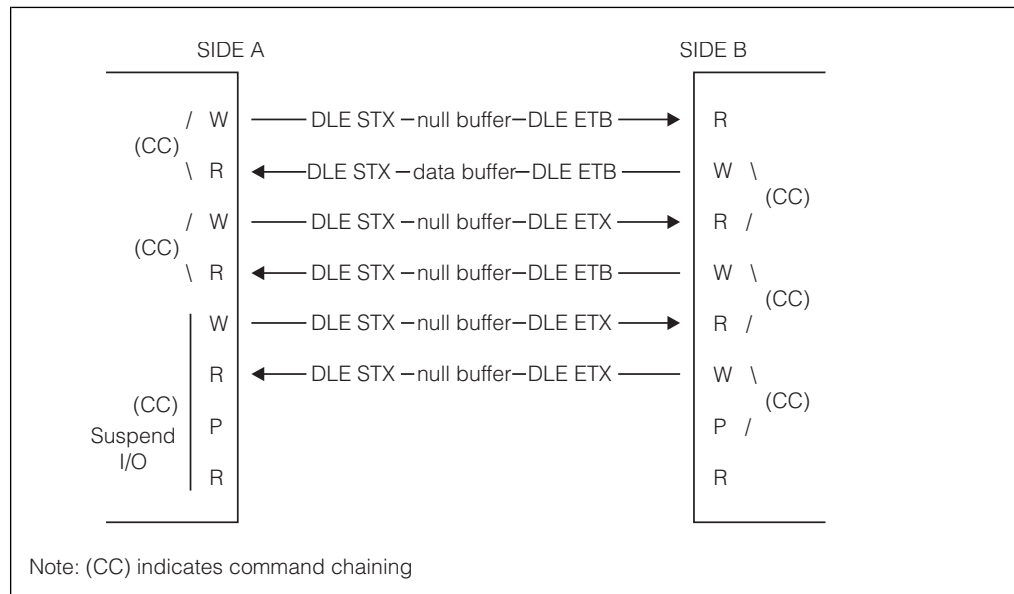 SIDE A SIDE B
/ W DLE STX –null buffer–DLE ETB R
(CC)
\ R DLE STX –data buffer–DLE ETB W \
(CC)
/ W DLE STX –null buffer–DLE ETX R /
(CC)
\ R DLE STX –null buffer–DLE ETB W \
(CC)
W DLE STX –null buffer–DLE ETX R /
R DLE STX –null buffer–DLE ETX W \
(CC) (CC)
P P /
Suspend
I/O
R R
Note: (CC) indicates command chaining